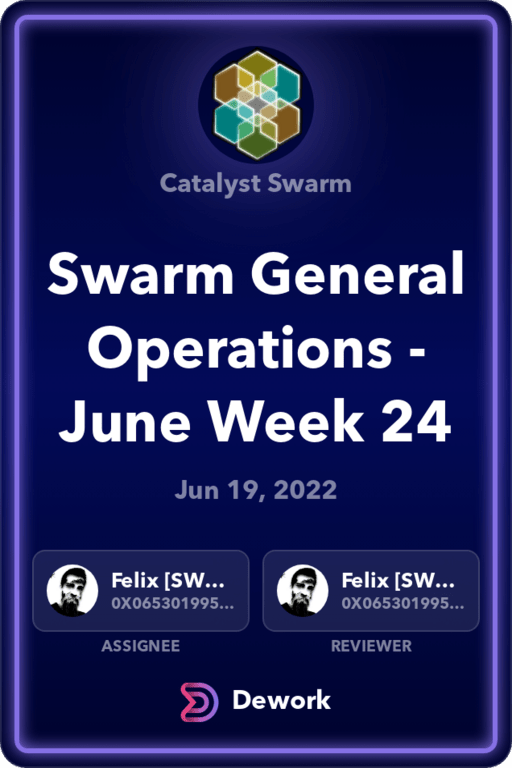 Catalyst Swarm
Swarm General
Operations -
June Week 24
Jun 19, 2022
Felix [SW...
0X065301995...
ASSIGNEE
Felix [SW...
0X065301995...
REVIEWER
Dework